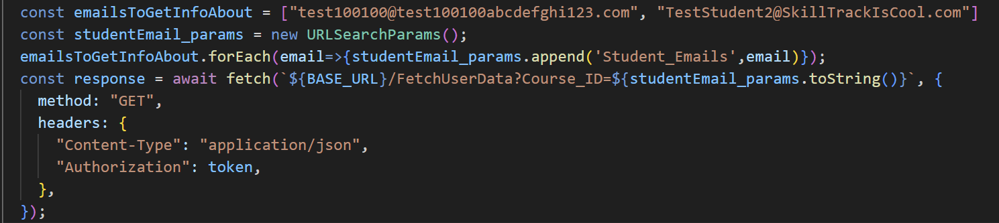 const emailsToGetInfoAbout = ["test100100@test100100abcdefghi123.com", "TestStudent2@SkillTrackIsCool.com"]
const studentEmail_params = new URLSearchParams();
emailsToGetInfoAbout.forEach(email=>{studentEmail_params.append('Student_Emails',email)});
const response = await fetch(`${BASE_URL}/FetchUserData?Course_ID=${studentEmail_params.toString()}`, {
  method: "GET",
  headers: {
    "Content-Type": "application/json",
    "Authorization": token,
  },
});